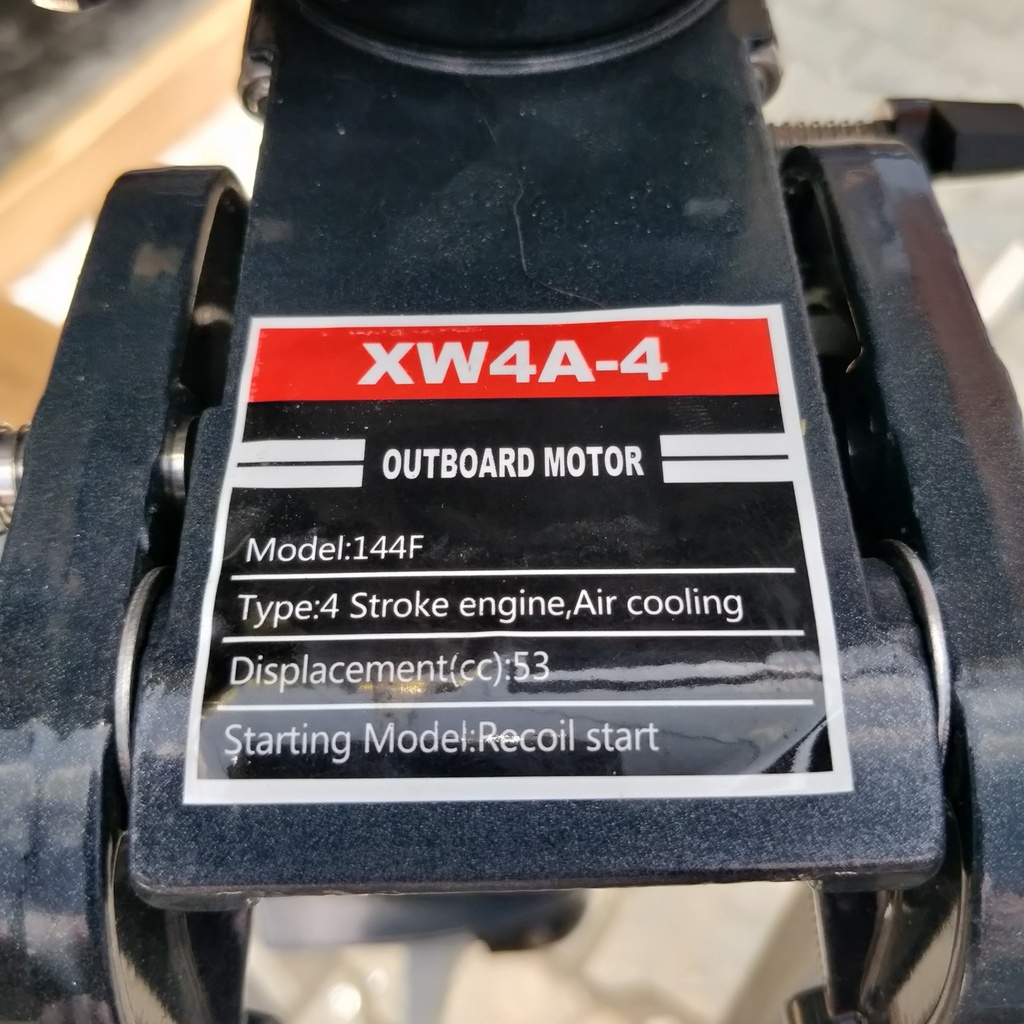 XW4A-4
OUTBOARD MOTOR
Model:144F
Type:4 Stroke engine,Air cooling
Displacement(cc):53
Starting Model:Recoil start